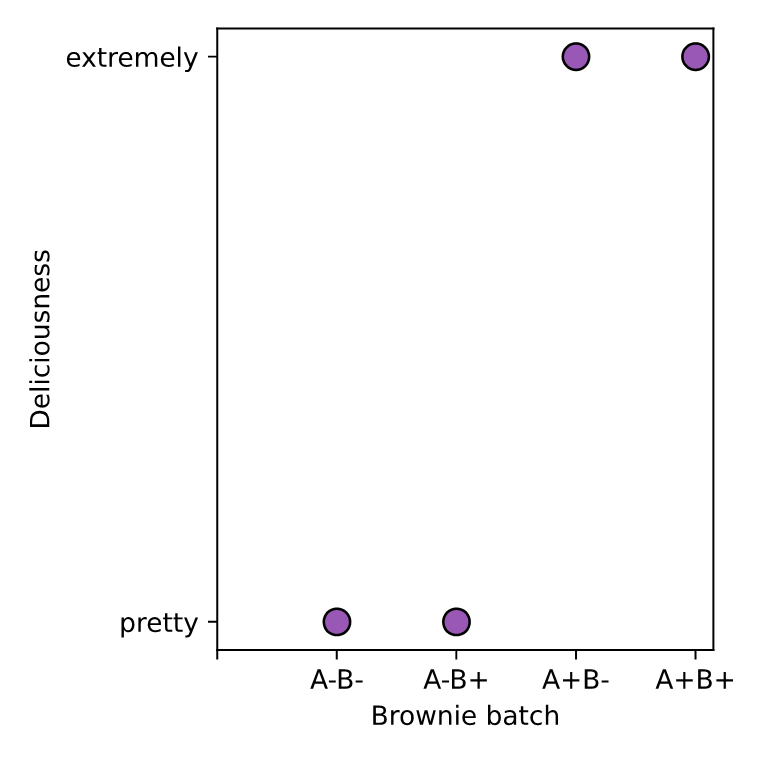 extremely
Deliciousness
pretty
A-B- A-B+ A+B- A+B+
Brownie batch